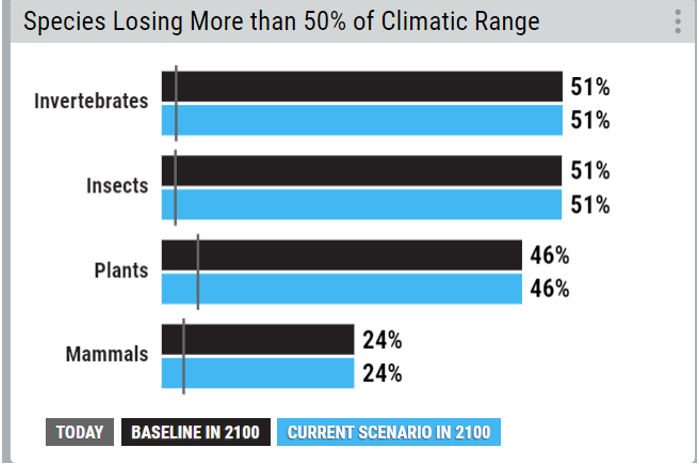 Species Losing More than 50% of Climatic Range
Invertebrates
51%
51%
Insects
51%
51%
Plants
46%
46%
Mammals
24%
24%
TODAY BASELINE IN 2100 CURRENT SCENARIO IN 2100